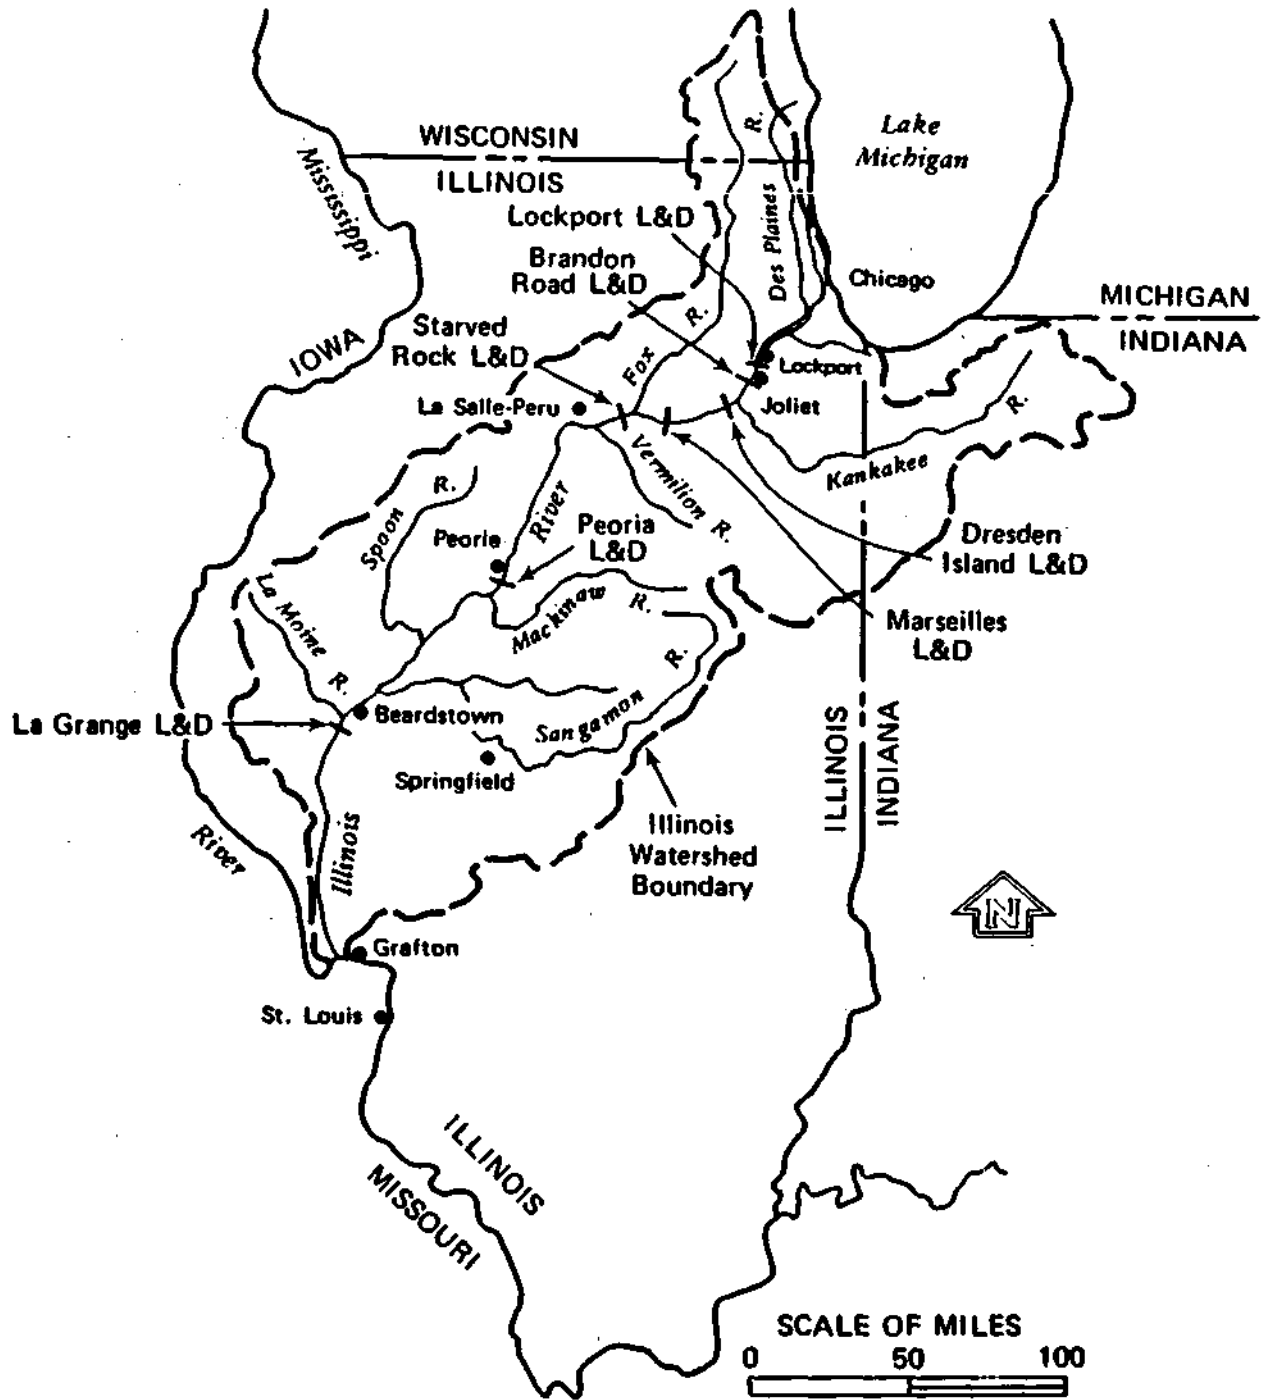 WISCONSIN
ILLINOIS
Lake
Michigan
Mississippi
R.
Des Plaines
Lockport L&D
Brandon
Road L&D
Chicago
MICHIGAN
INDIANA
Starved
Rock L&D
IOWA
Fox
R.
Lockport
Joliet
La Salle-Peru
R.
Kankakee
Vermilion R.
Spoon
R.
River
Peoria
Peoria
L&D
Dresden
Island L&D
La Moine
R.
Mackinaw
R.
Marseilles
L&D
La Grange L&D
Beardstown
Sangamon
R.
Springfield
ILLINOIS
INDIANA
River
Illinois
Illinois
Watershed
Boundary
N
Grafton
St. Louis
ILLINOIS
MISSOURI
SCALE OF MILES
0 50 100